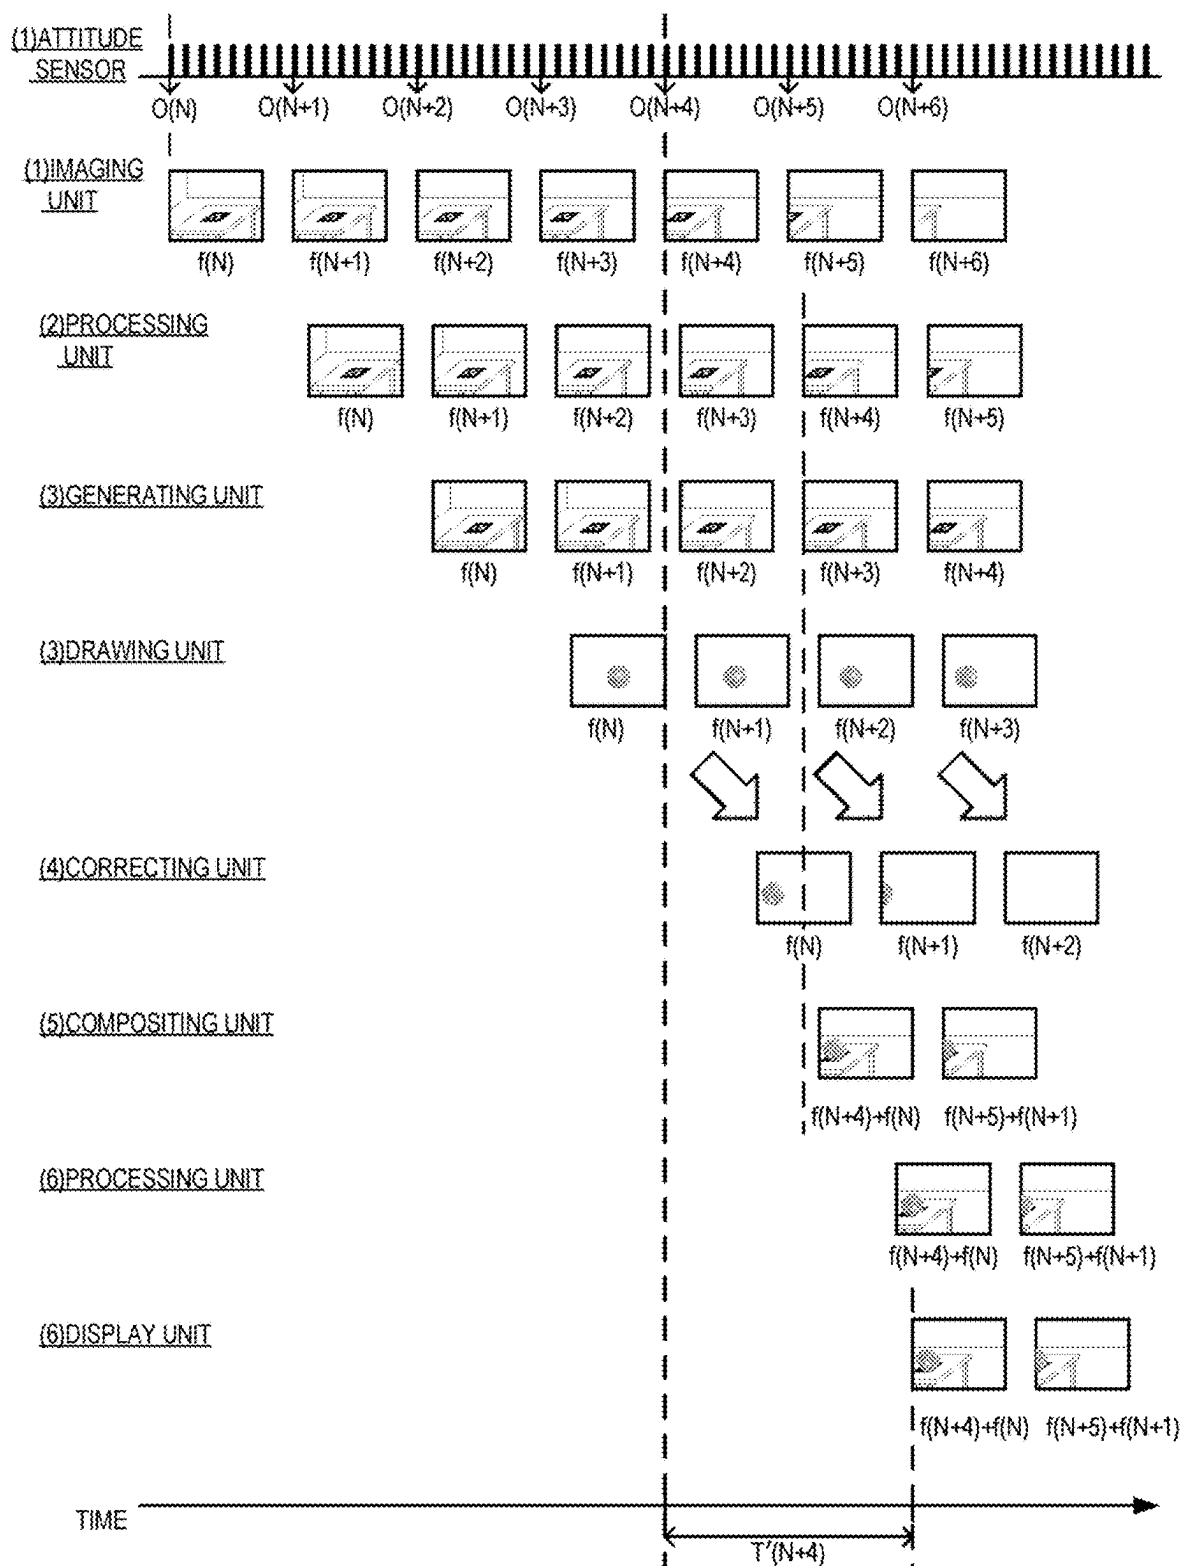 (1)ATTITUDE
SENSOR
O(N) O(N+1) O(N+2) O(N+3) O(N+4) O(N+5) O(N+6)
(1)IMAGING
UNIT
f(N) f(N+1) f(N+2) f(N+3) f(N+4) f(N+5) f(N+6)
(2)PROCESSING
UNIT
f(N) f(N+1) f(N+2) f(N+3) f(N+4) f(N+5)
(3)GENERATING UNIT
f(N) f(N+1) f(N+2) f(N+3) f(N+4)
(3)DRAWING UNIT
f(N) f(N+1) f(N+2) f(N+3)
(4)CORRECTING UNIT
f(N) f(N+1) f(N+2)
(5)COMPOSITING UNIT
f(N+4)+f(N) f(N+5)+f(N+1)
(6)PROCESSING UNIT
f(N+4)+f(N) f(N+5)+f(N+1)
(6)DISPLAY UNIT
f(N+4)+f(N) f(N+5)+f(N+1)
TIME
T'(N+4)